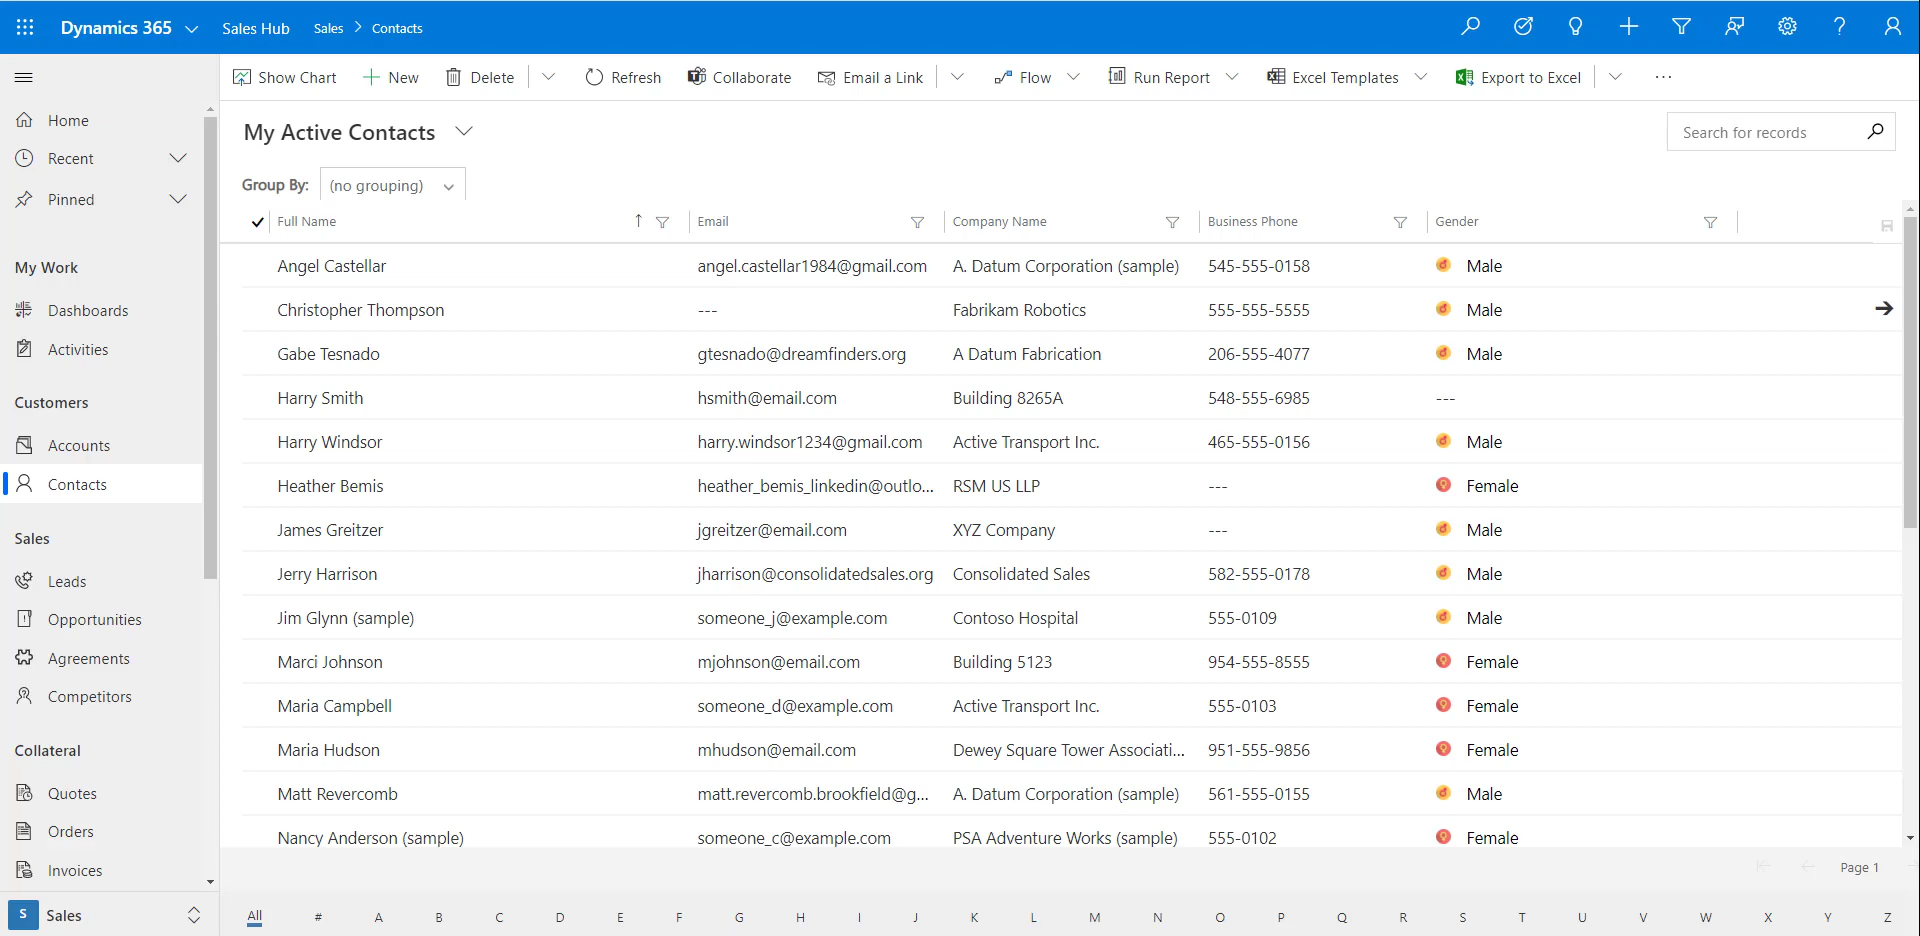 Dynamics 365 Sales Hub Sales > Contacts
Show Chart New Delete Refresh Collaborate Email a Link Flow Run Report Excel Templates Export to Excel ...
Home
Recent
Pinned
My Work
Dashboards
Activities
Customers
Accounts
Contacts
Sales
Leads
Opportunities
Agreements
Competitors
Collateral
Quotes
Orders
Invoices
S Sales
My Active Contacts
Search for records
Group By: (no grouping)
Full Name Email Company Name Business Phone Gender
Angel Castellar angel.castellar1984@gmail.com A. Datum Corporation (sample) 545-555-0158 Male
Christopher Thompson --- Fabrikam Robotics 555-555-5555 Male
Gabe Tesnado gtesnado@dreamfinders.org A Datum Fabrication 206-555-4077 Male
Harry Smith hsmith@email.com Building 8265A 548-555-6985 ---
Harry Windsor harry.windsor1234@gmail.com Active Transport Inc. 465-555-0156 Male
Heather Bemis heather_bemis_linkedin@outlo... RSM US LLP --- Female
James Greitzer jgreitzer@email.com XYZ Company --- Male
Jerry Harrison jharrison@consolidatedsales.org Consolidated Sales 582-555-0178 Male
Jim Glynn (sample) someone_j@example.com Contoso Hospital 555-0109 Male
Marci Johnson mjohnson@email.com Building 5123 954-555-8555 Female
Maria Campbell someone_d@example.com Active Transport Inc. 555-0103 Female
Maria Hudson mhudson@email.com Dewey Square Tower Associati... 951-555-9856 Female
Matt Revercomb matt.revercomb.brookfield@g... A. Datum Corporation (sample) 561-555-0155 Male
Nancy Anderson (sample) someone_c@example.com PSA Adventure Works (sample) 555-0102 Female
Page 1
All # A B C D E F G H I J K L M N O P Q R S T U V W X Y Z